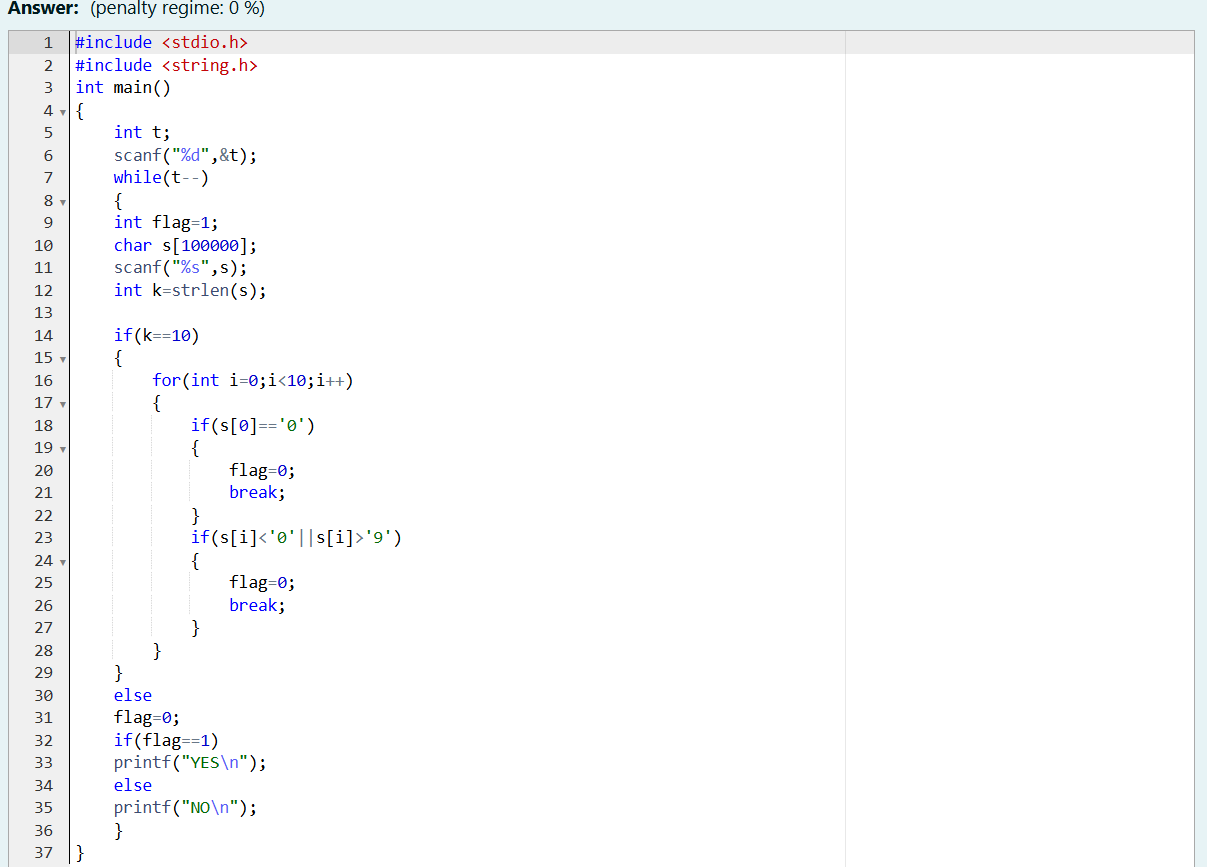 Answer: (penalty regime: 0 %)
1 #include <stdio.h>
2 #include <string.h>
3 int main()
4 {
5     int t;
6     scanf("%d",&t);
7     while(t--)
8     {
9     int flag=1;
10     char s[100000];
11     scanf("%s",s);
12     int k=strlen(s);
13
14     if(k==10)
15     {
16         for(int i=0;i<10;i++)
17         {
18             if(s[0]=='0')
19             {
20                 flag=0;
21                 break;
22             }
23             if(s[i]<'0'||s[i]>'9')
24             {
25                 flag=0;
26                 break;
27             }
28         }
29     }
30     else
31     flag=0;
32     if(flag==1)
33     printf("YES\n");
34     else
35     printf("NO\n");
36     }
37 }